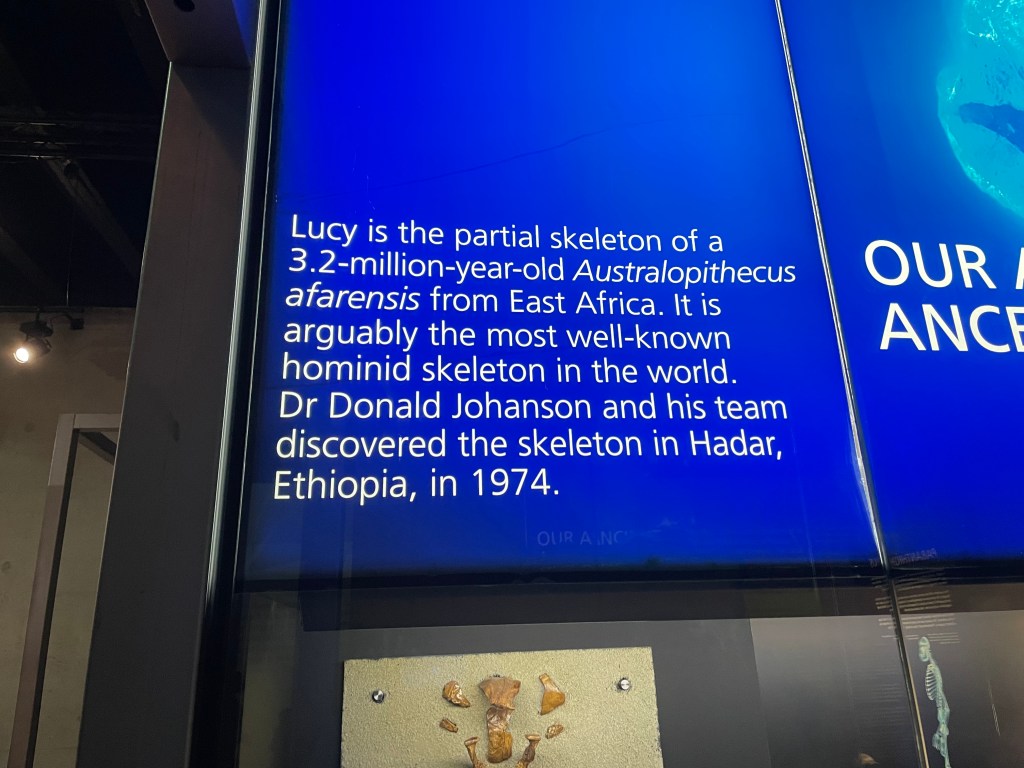 Lucy is the partial skeleton of a
3.2-million-year-old Australopithecus
afarensis from East Africa. It is
arguably the most well-known
hominid skeleton in the world.
Dr Donald Johanson and his team
discovered the skeleton in Hadar,
Ethiopia, in 1974.
OUR